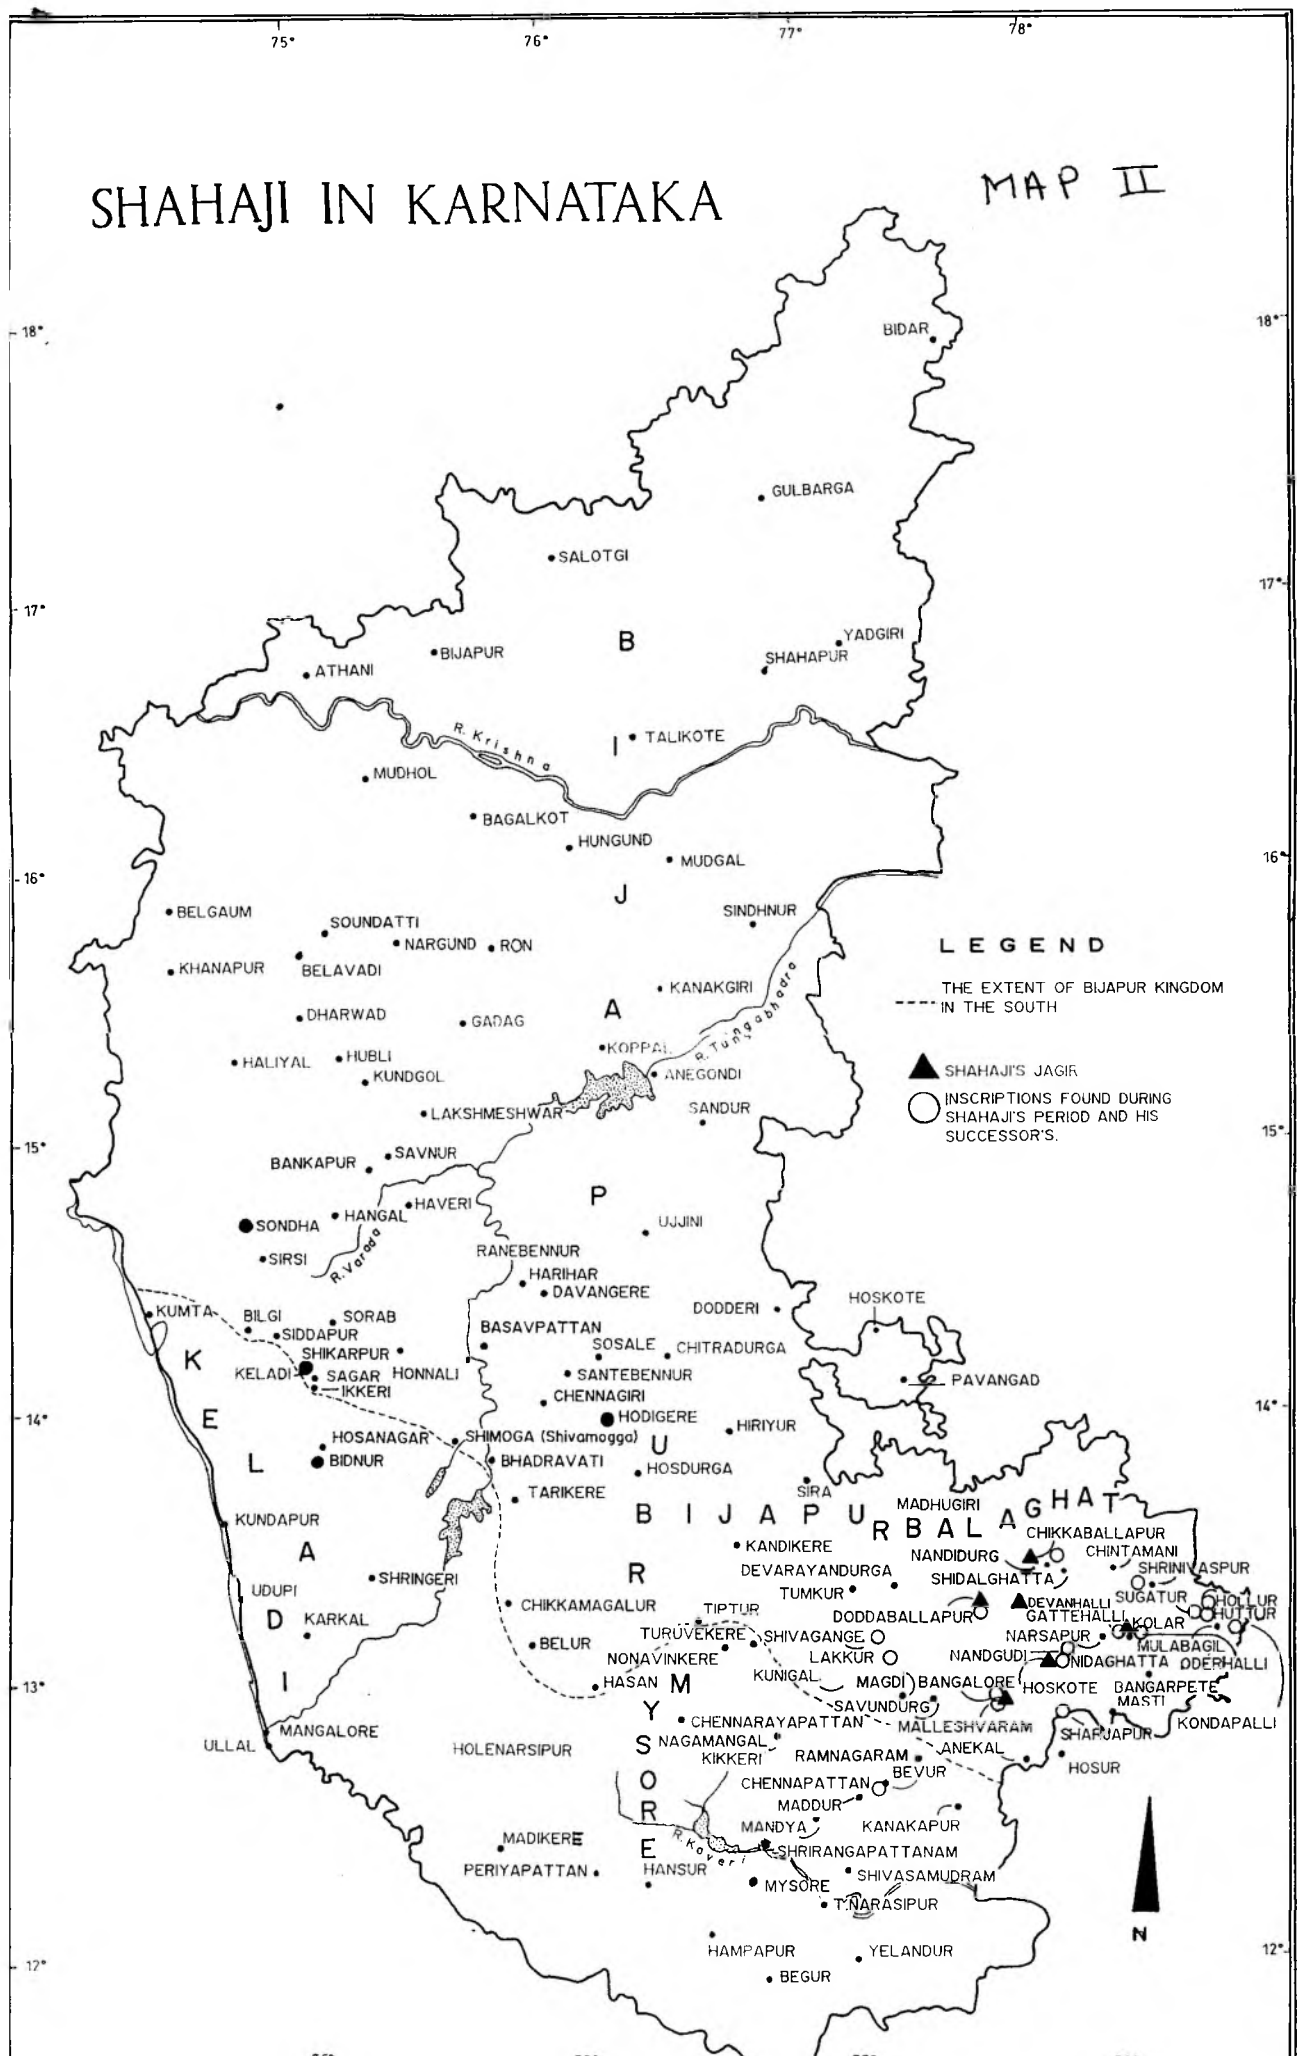 75°
76°
77°
78°
SHAHAJI IN KARNATAKA
MAP II
18°
18°
BIDAR
GULBARGA
SALOTGI
17°
17°
B
YADGIRI
SHAHAPUR
BIJAPUR
ATHANI
R. Krishna
I
TALIKOTE
MUDHOL
BAGALKOT
HUNGUND
MUDGAL
16°
16°
J
BELGAUM
SOUNDATTI
NARGUND
RON
SINDHNUR
KHANAPUR
BELAVADI
KANAKGIRI
LEGEND
THE EXTENT OF BIJAPUR KINGDOM
IN THE SOUTH
SHAHAJI'S JAGIR
INSCRIPTIONS FOUND DURING
SHAHAJI'S PERIOD AND HIS
SUCCESSOR'S.
DHARWAD
GADAG
A
HALIYAL
HUBLI
KUNDGOL
KOPPAL
R. Tungabhadra
ANEGONDI
LAKSHMESHWAR
SANDUR
15°
15°
BANKAPUR
SAVNUR
P
SONDHA
HANGAL
HAVERI
UJJINI
SIRSI
R. Varada
RANEBENNUR
HARIHAR
DAVANGERE
KUMTA
BILGI
SORAB
SIDDAPUR
DODDERI
HOSKOTE
K
SHIKARPUR
BASAVPATTAN
SOSALE
CHITRADURGA
KELADI
SAGAR
HONNALI
SANTEBENNUR
IKKERI
CHENNAGIRI
PAVANGAD
14°
14°
E
HODIGERE
HIRIYUR
HOSANAGAR
SHIMOGA (Shivamogga)
U
L
BIDNUR
BHADRAVATI
HOSDURGA
TARIKERE
SIRA
MADHUGIRI
KUNDAPUR
BIJAPUR BALAGHAT
A
KANDIKERE
NANDIDURG
CHIKKABALLAPUR
CHINTAMANI
SHRINGERI
R
DEVARAYANDURGA
SHIDALGHATTA
SHRINIVASPUR
UDUPI
TUMKUR
SUGATUR
HOLLUR
D
KARKAL
CHIKKAMAGALUR
TIPTUR
DODDABALLAPUR
DEVANHALLI
GATTEHALLI
KOLAR
HUTTUR
BELUR
TURUVEKERE
SHIVAGANGE
NARSAPUR
MULABAGIL
NONAVINKERE
LAKKUR
NANDGUDI
NIDAGHATTA
ODERHALLI
13°
13°
I
HASAN
M
KUNIGAL
MAGDI
BANGALORE
HOSKOTE
BANGARPETE
Y
CHENNARAYAPATTAN
SAVUNDURG
MALLESHVARAM
MASTI
KONDAPALLI
MANGALORE
ULLAL
HOLENARSIPUR
S
NAGAMANGAL
KIKKERI
RAMNAGARAM
ANEKAL
SHARJAPUR
HOSUR
O
CHENNAPATTAN
BEVUR
R
MADDUR
MANDYA
KANAKAPUR
MADIKERE
E
R. Kaveri
SHRIRANGAPATTANAM
PERIYAPATTAN
HANSUR
SHIVASAMUDRAM
MYSORE
T.NARASIPUR
N
HAMPAPUR
YELANDUR
BEGUR
12°
12°